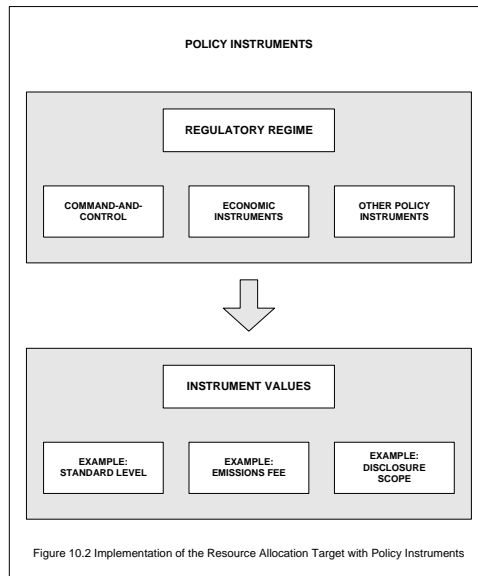 POLICY INSTRUMENTS
REGULATORY REGIME
COMMAND-AND-
CONTROL
ECONOMIC
INSTRUMENTS
OTHER POLICY
INSTRUMENTS
INSTRUMENT VALUES
EXAMPLE:
STANDARD LEVEL
EXAMPLE:
EMISSIONS FEE
EXAMPLE:
DISCLOSURE
SCOPE
Figure 10.2 Implementation of the Resource Allocation Target with Policy Instruments